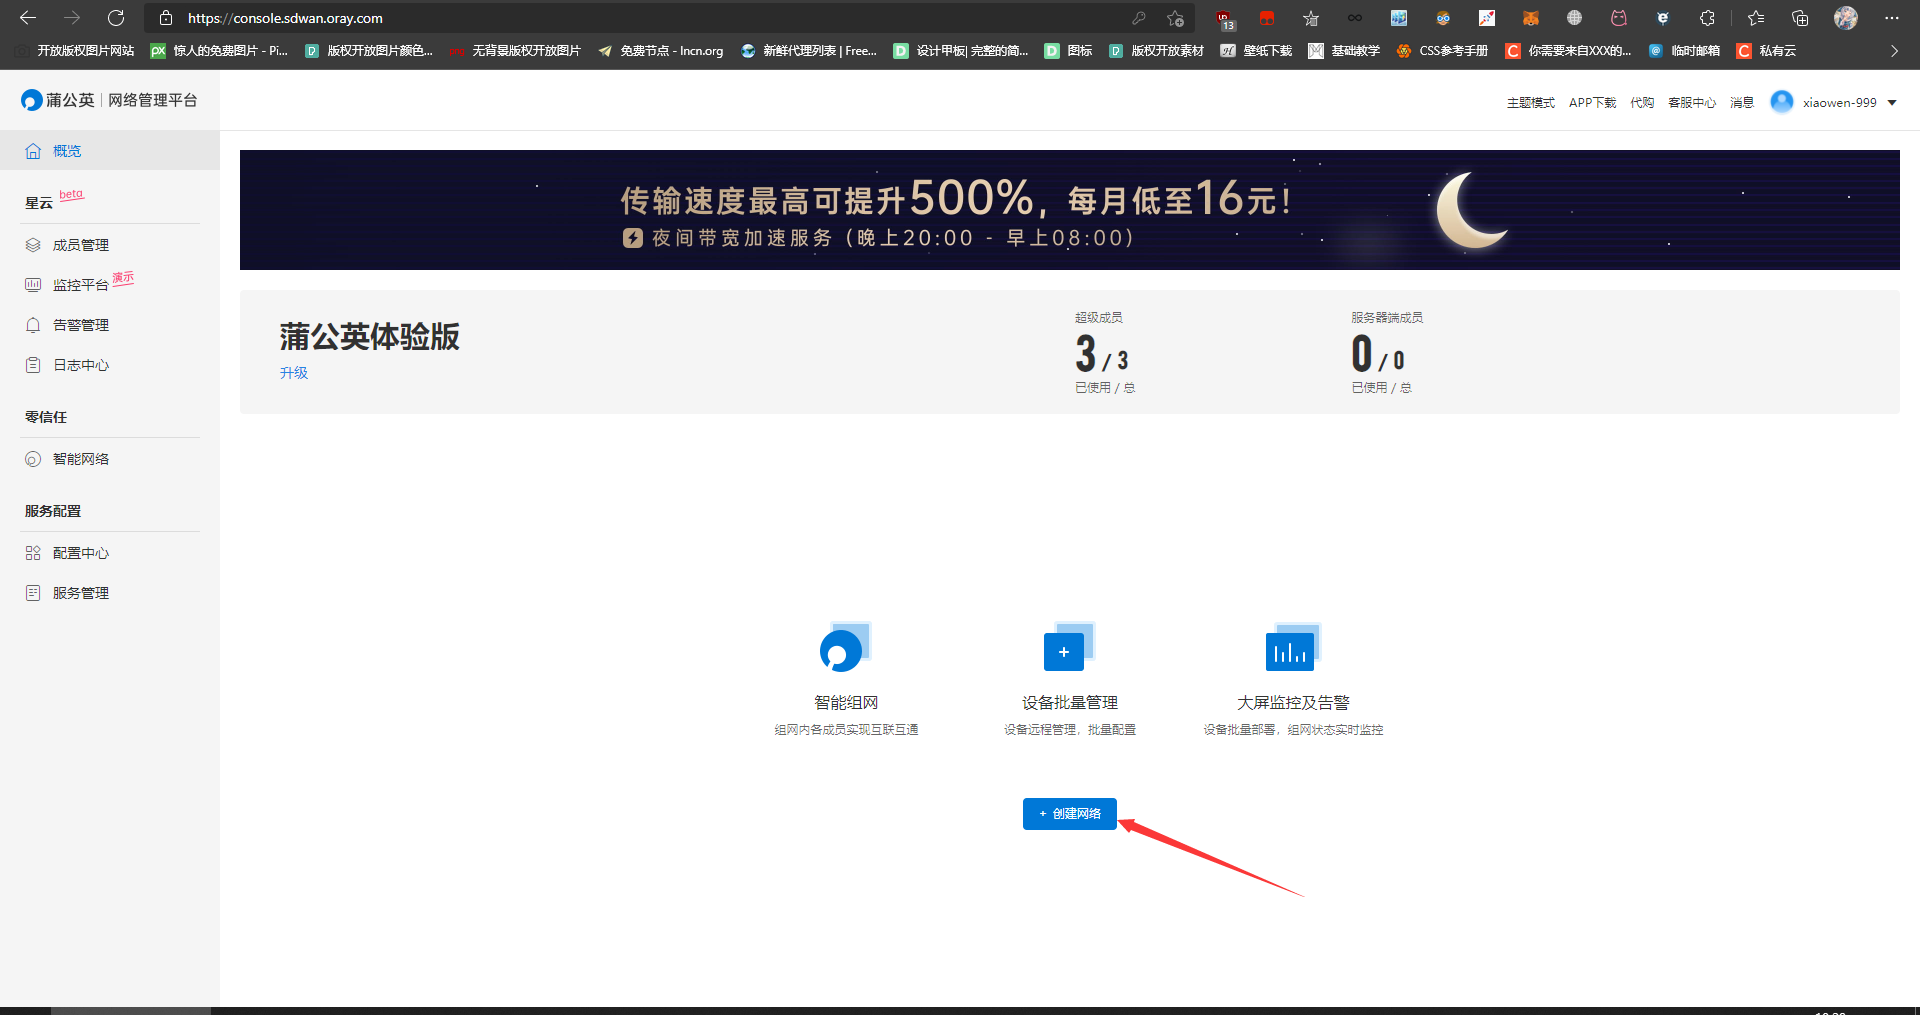 https://console.sdwan.oray.com
13
开放版权图片网站
px 惊人的免费图片 - Pi...
版权开放图片颜色...
无背景版权开放图片
免费节点 - lncn.org
新鲜代理列表 | Free...
设计甲板| 完整的简...
图标
版权开放素材
壁纸下载
基础教学
CSS参考手册
你需要来自XXX的...
临时邮箱
私有云
蒲公英 | 网络管理平台
主题模式 APP下载 代购 客服中心 消息 xiaowen-999
概览
星云 beta
成员管理
监控平台 演示
告警管理
日志中心
零信任
智能网络
服务配置
配置中心
服务管理
传输速度最高可提升500%，每月低至16元！
夜间带宽加速服务（晚上20:00 - 早上08:00）
蒲公英体验版
升级
超级成员
3 / 3
已使用 / 总
服务器端成员
0 / 0
已使用 / 总
智能组网
组网内各成员实现互联互通
设备批量管理
设备远程管理，批量配置
大屏监控及告警
设备批量部署，组网状态实时监控
+ 创建网络